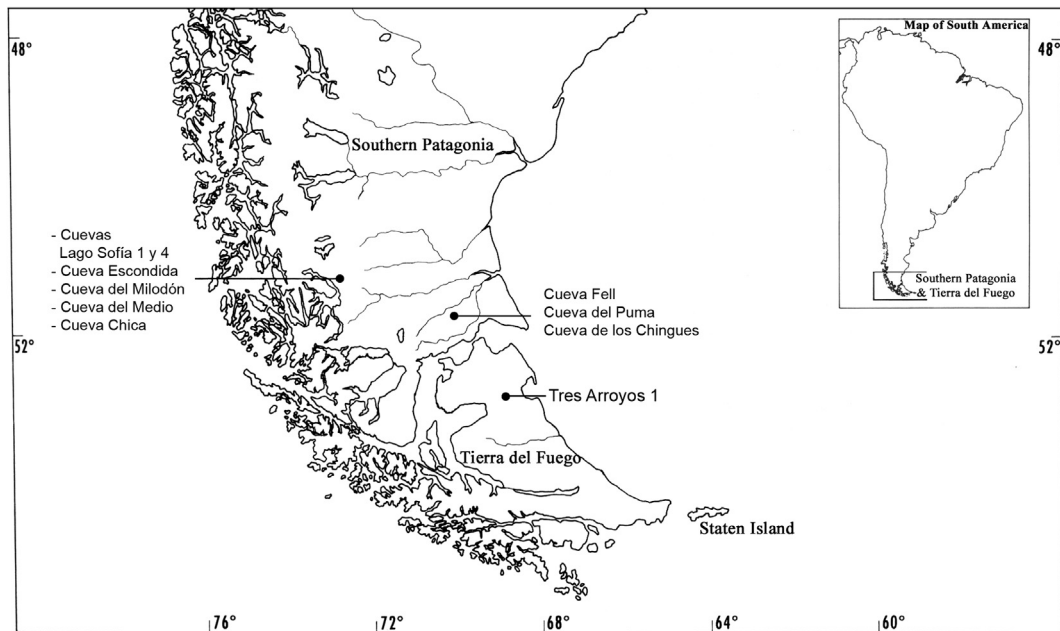 Map of South America
48°
48°
Southern Patagonia
- Cuevas
Lago Sofía 1 y 4
- Cueva Escondida
- Cueva del Milodón
- Cueva del Medio
- Cueva Chica
Southern Patagonia
& Tierra del Fuego
Cueva Fell
Cueva del Puma
Cueva de los Chingues
52°
52°
Tres Arroyos 1
Tierra del Fuego
Staten Island
76°
72°
68°
64°
60°